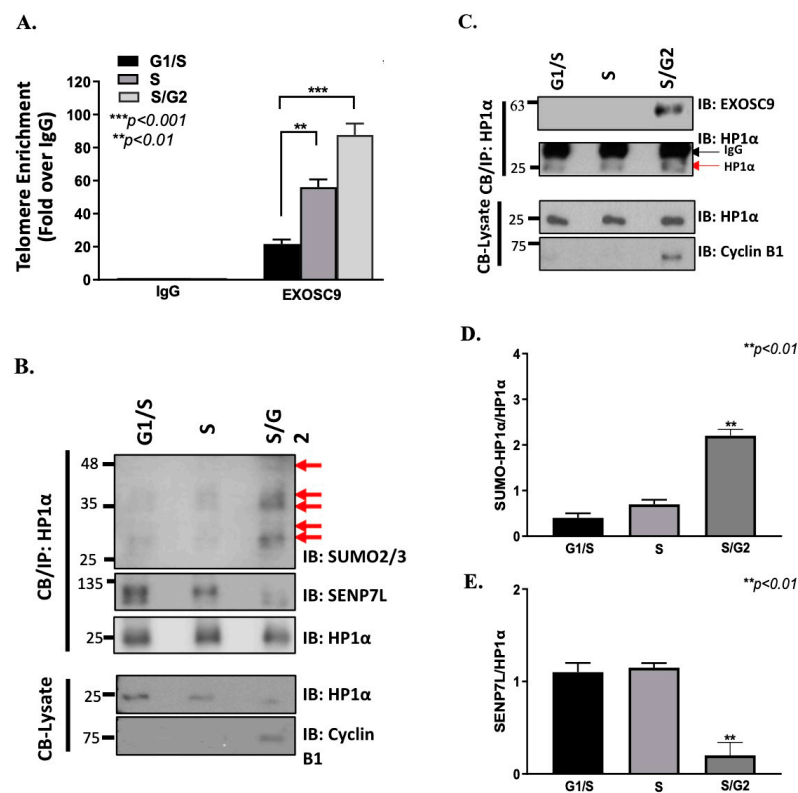 A.
G1/S
S
S/G2
***p<0.001
**p<0.01
Telomere Enrichment
(Fold over IgG)
120
100
80
60
40
20
0
***
**
IgG
EXOSC9
B.
G1/S
S
S/G
2
CB/IP: HP1α
48
35
25
IB: SUMO2/3
135
IB: SENP7L
25
IB: HP1α
CB-Lysate
25
IB: HP1α
75
IB: Cyclin
B1
C.
G1/S
S
S/G2
CB/IP: HP1α
63
IB: EXOSC9
IB: HP1α
IgG
25
HP1α
CB-Lysate
25
IB: HP1α
75
IB: Cyclin B1
D.
**p<0.01
SUMO-HP1α/HP1α
4
3
2
1
0
**
G1/S
S
S/G2
E.
**p<0.01
SENP7L/HP1α
2
1
0
**
G1/S
S
S/G2